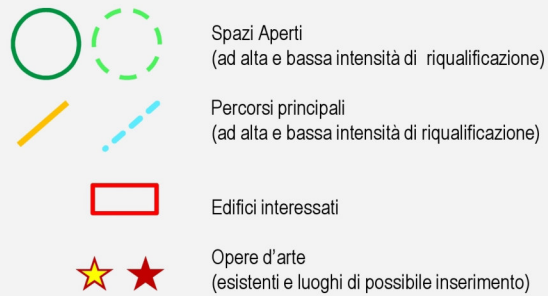 Spazi Aperti
(ad alta e bassa intensità di riqualificazione)
Percorsi principali
(ad alta e bassa intensità di riqualificazione)
Edifici interessati
Opere d'arte
(esistenti e luoghi di possibile inserimento)